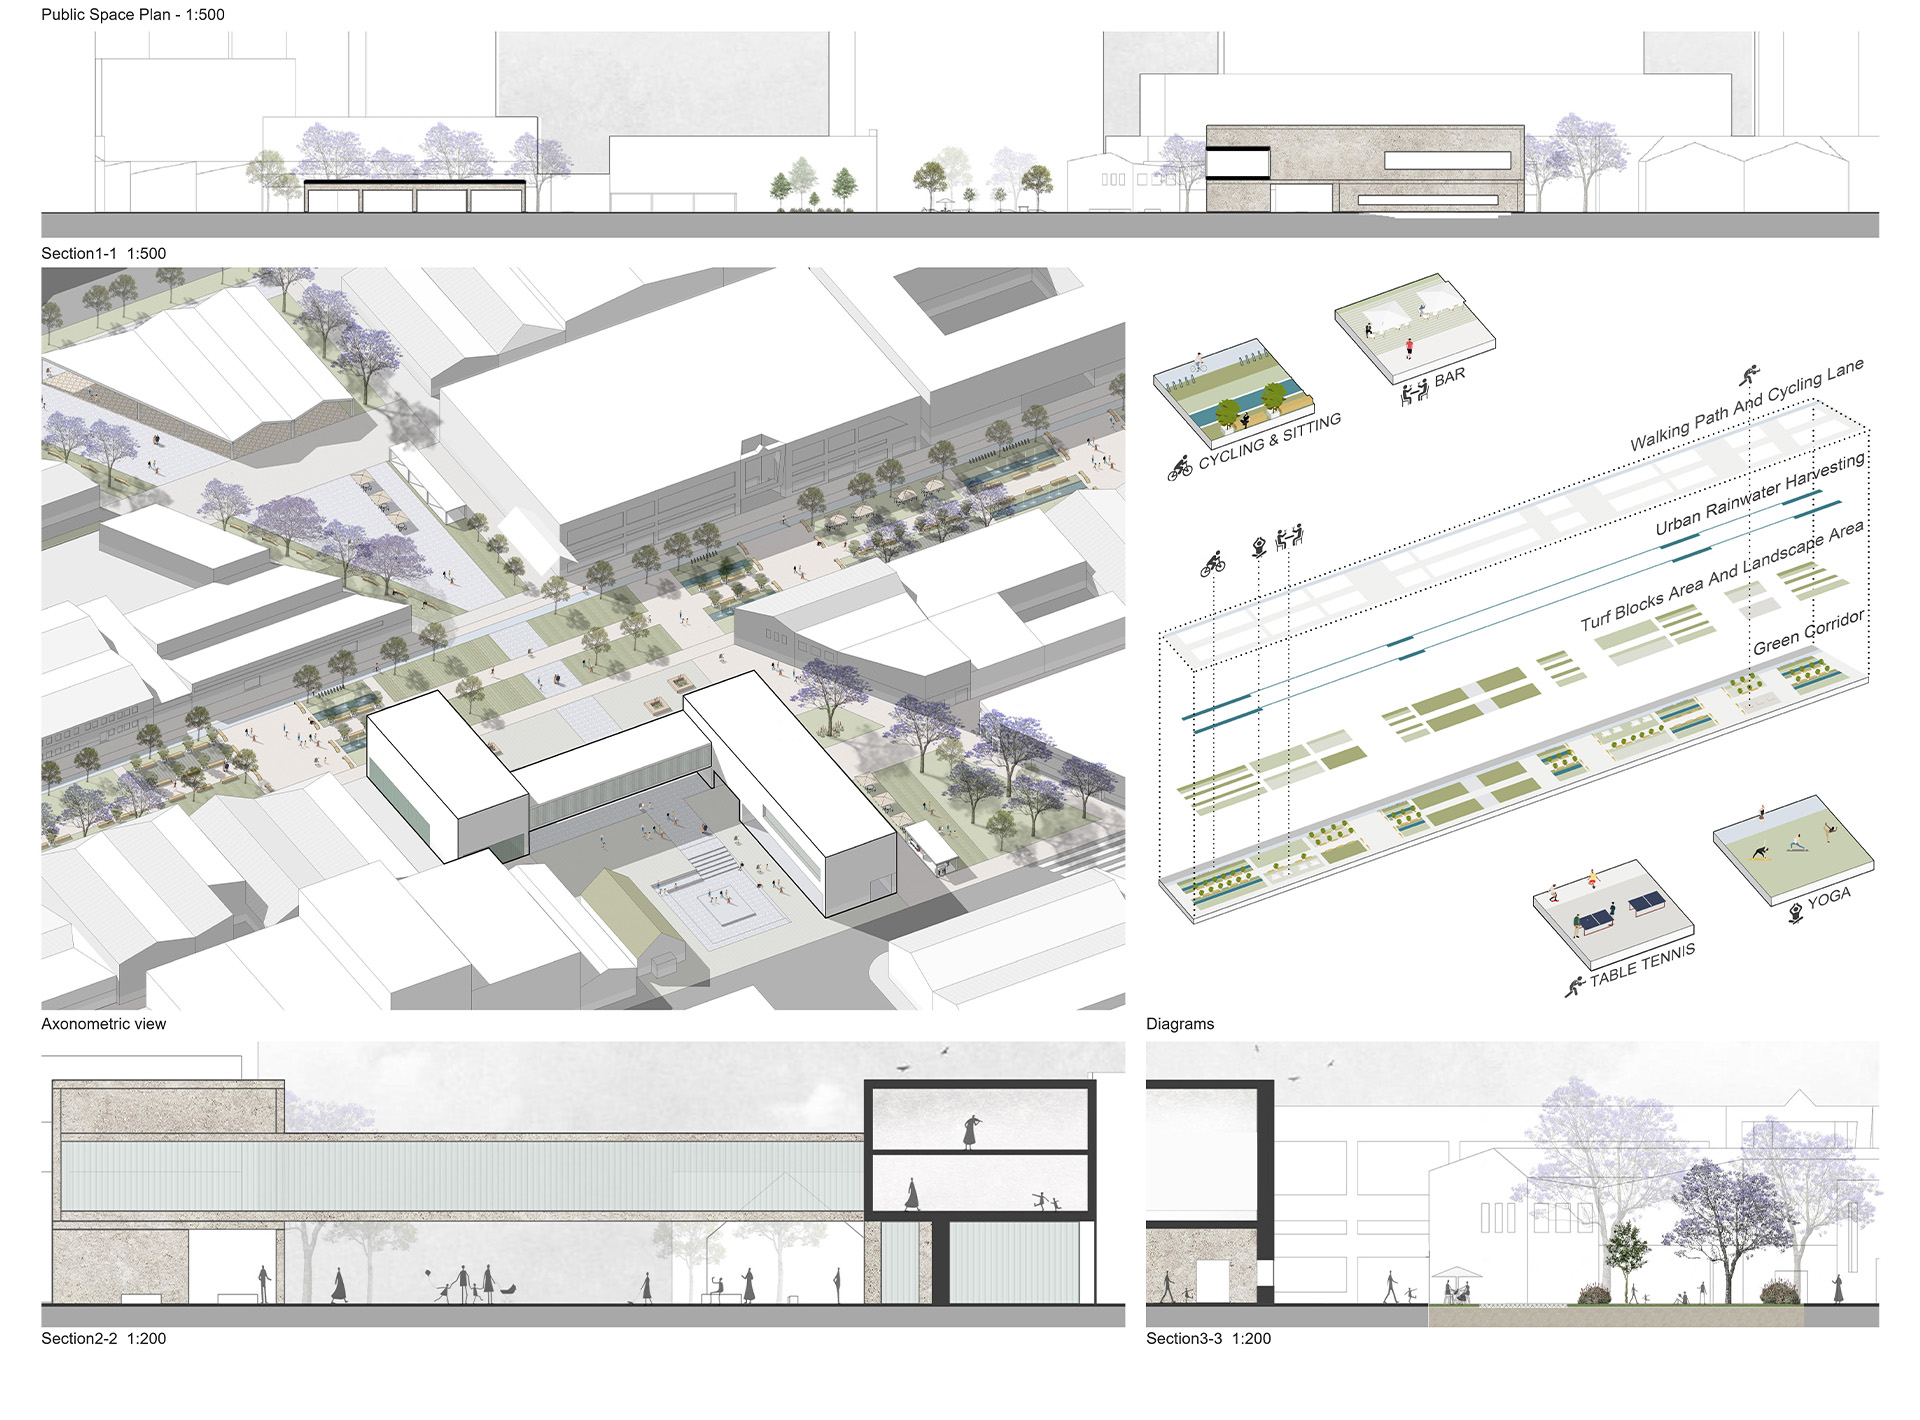 Public Space Plan - 1:500
Section1-1  1:500
BAR
CYCLING & SITTING
Walking Path And Cycling Lane
Urban Rainwater Harvesting
Turf Blocks Area And Landscape Area
Green Corridor
YOGA
TABLE TENNIS
Axonometric view
Diagrams
Section2-2  1:200
Section3-3  1:200